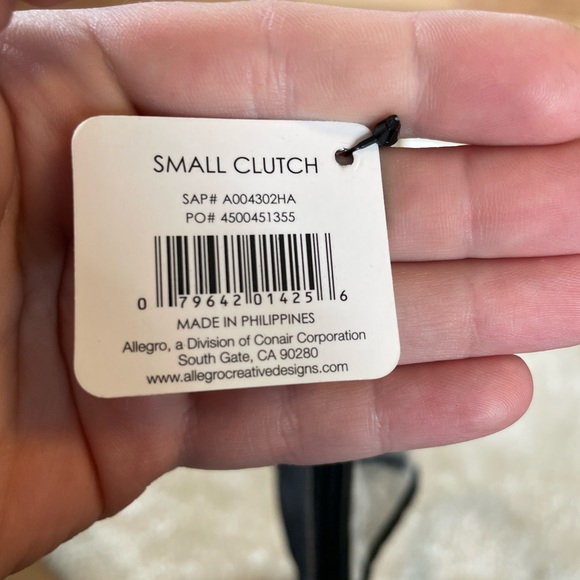 SMALL CLUTCH
SAP# A004302HA
PO# 4500451355
0 79642 01425 6
MADE IN PHILIPPINES
Allegro, a Division of Conair Corporation
South Gate, CA 90280
www.allegrocreativedesigns.com